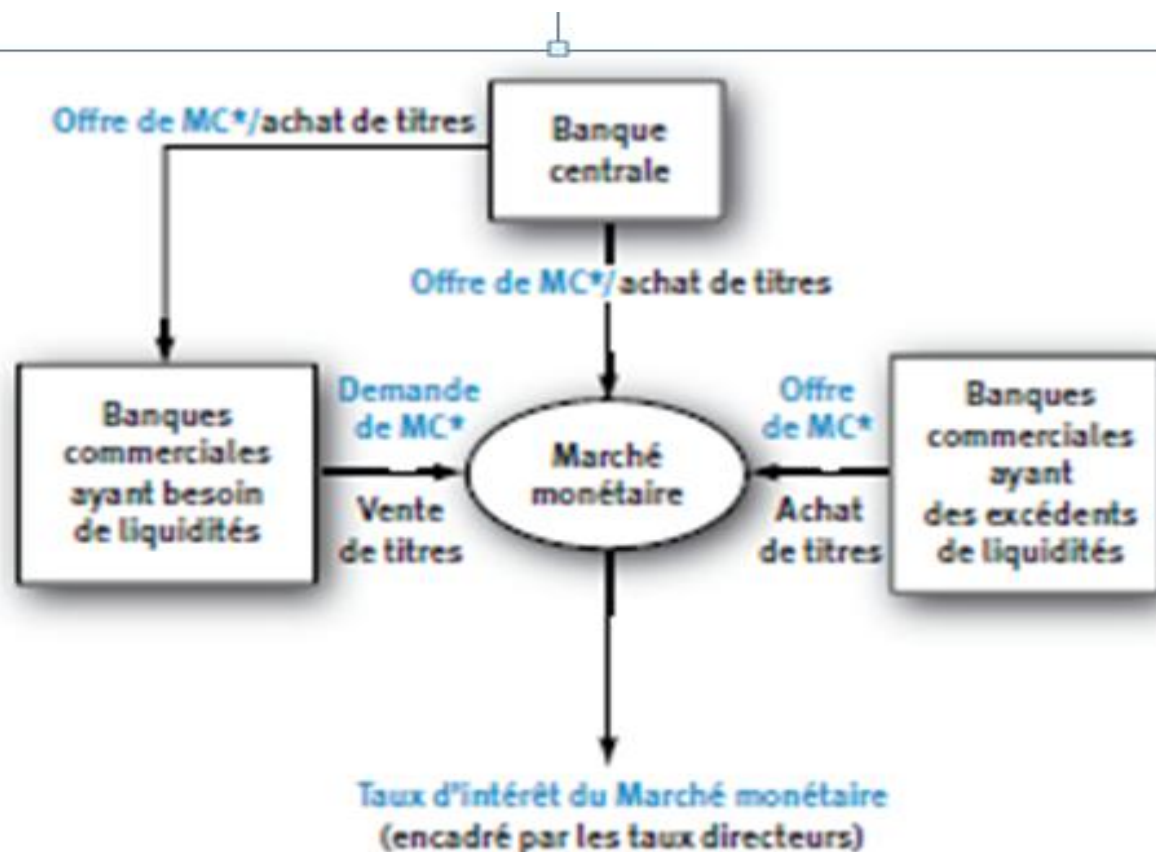 Offre de MC*/achat de titres
Banque
centrale
Offre de MC*/achat de titres
Banques
commerciales
ayant besoin
de liquidités
Demande
de MC*
Vente
de titres
Marché
monétaire
Offre
de MC*
Achat
de titres
Banques
commerciales
ayant
des excédents
de liquidités
Taux d'intérêt du Marché monétaire
(encadré par les taux directeurs)